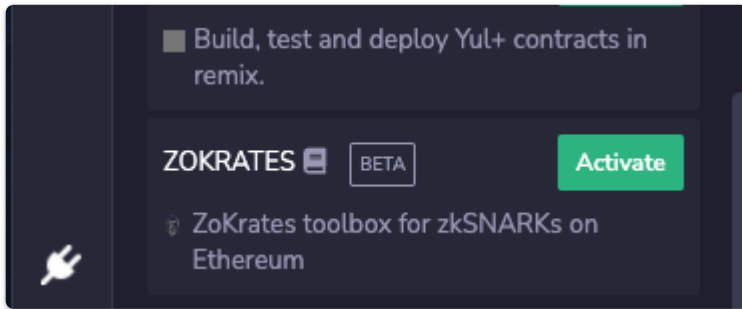 Build, test and deploy Yul+ contracts in
remix.
ZOKRATES BETA Activate
ZoKrates toolbox for zkSNARKs on
Ethereum